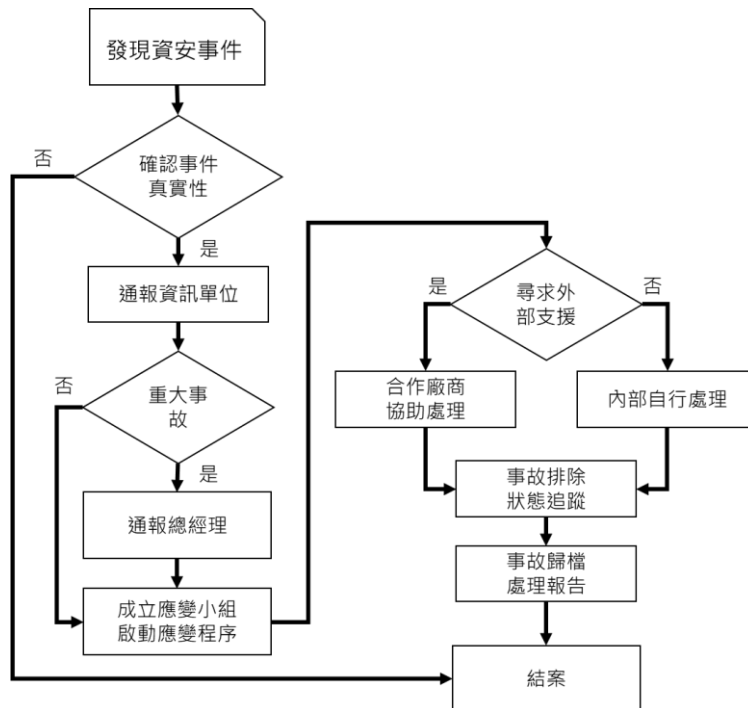 發現資安事件
否
確認事件
真實性
是
通報資訊單位
否
重大事
故
是
通報總經理
成立應變小組
啟動應變程序
是
尋求外
部支援
否
合作廠商
協助處理
內部自行處理
事故排除
狀態追蹤
事故歸檔
處理報告
結案